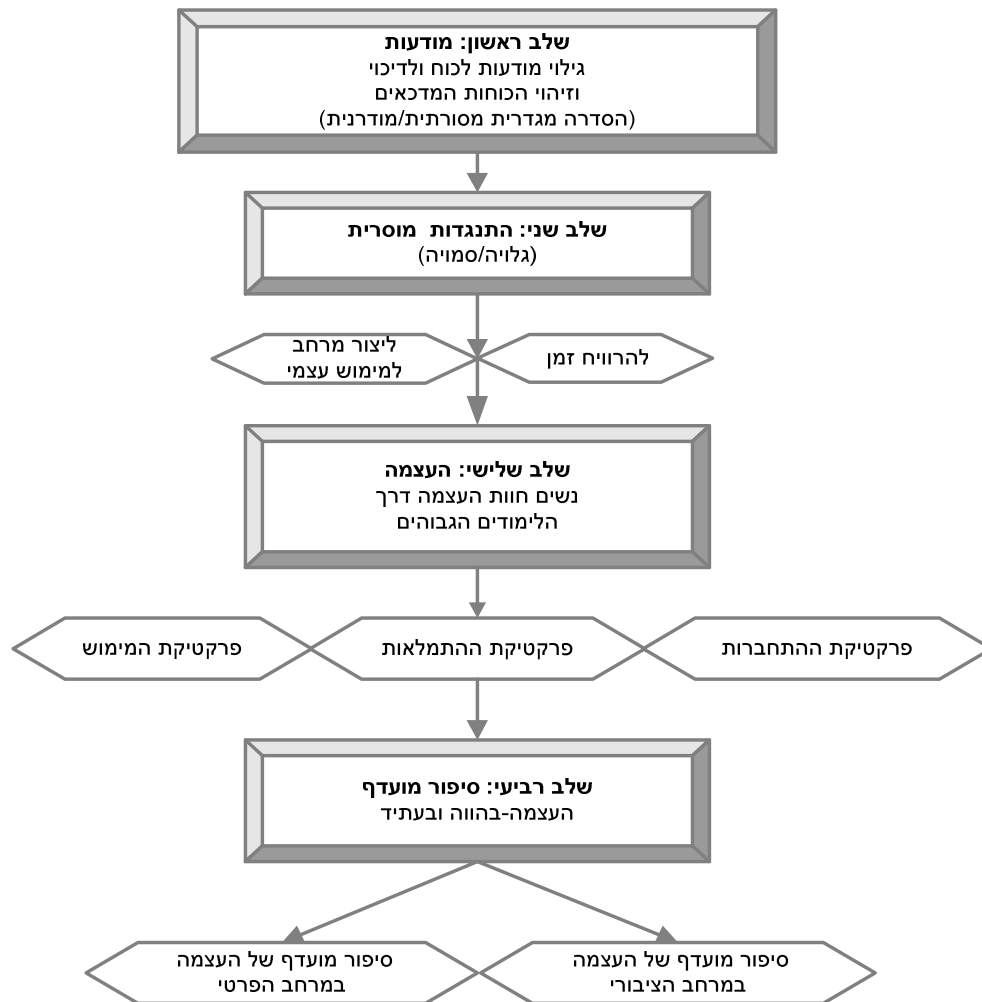 שלב ראשון: מודעות
גילוי מודעות לכוח ולדיכוי
וזיהוי הכוחות המדכאים
(הסדרה מגדרית מסורתית/מודרנית)
שלב שני: התנגדות  מוסרית
(גלויה/סמויה)
להרוויח זמן
ליצור מרחב
למימוש עצמי
שלב שלישי: העצמה
נשים חוות העצמה דרך
הלימודים הגבוהים
פרקטיקת ההתחברות
פרקטיקת ההתמלאות
פרקטיקת המימוש
שלב רביעי: סיפור מועדף
העצמה-בהווה ובעתיד
סיפור מועדף של העצמה
במרחב הציבורי
סיפור מועדף של העצמה
במרחב הפרטי